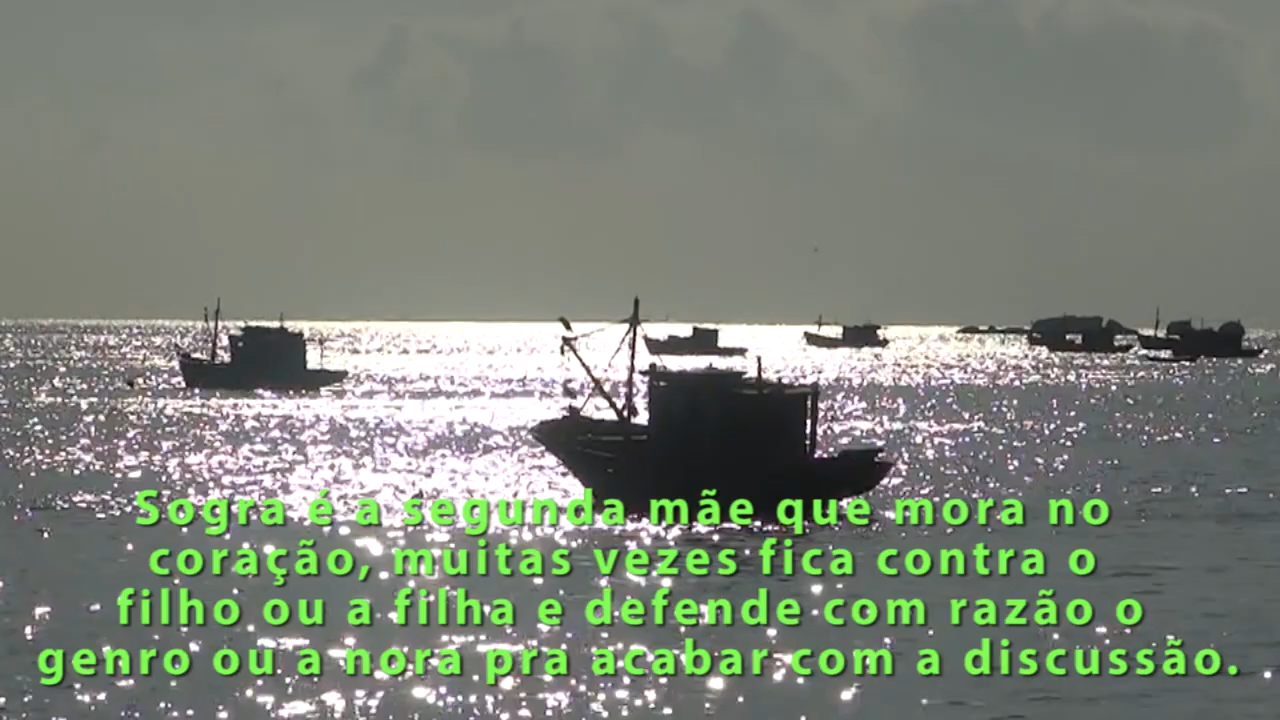 Sogra é a segunda mãe que mora no
coração, muitas vezes fica contra o
filho ou a filha e defende com razão o
genro ou a nora pra acabar com a discussão.